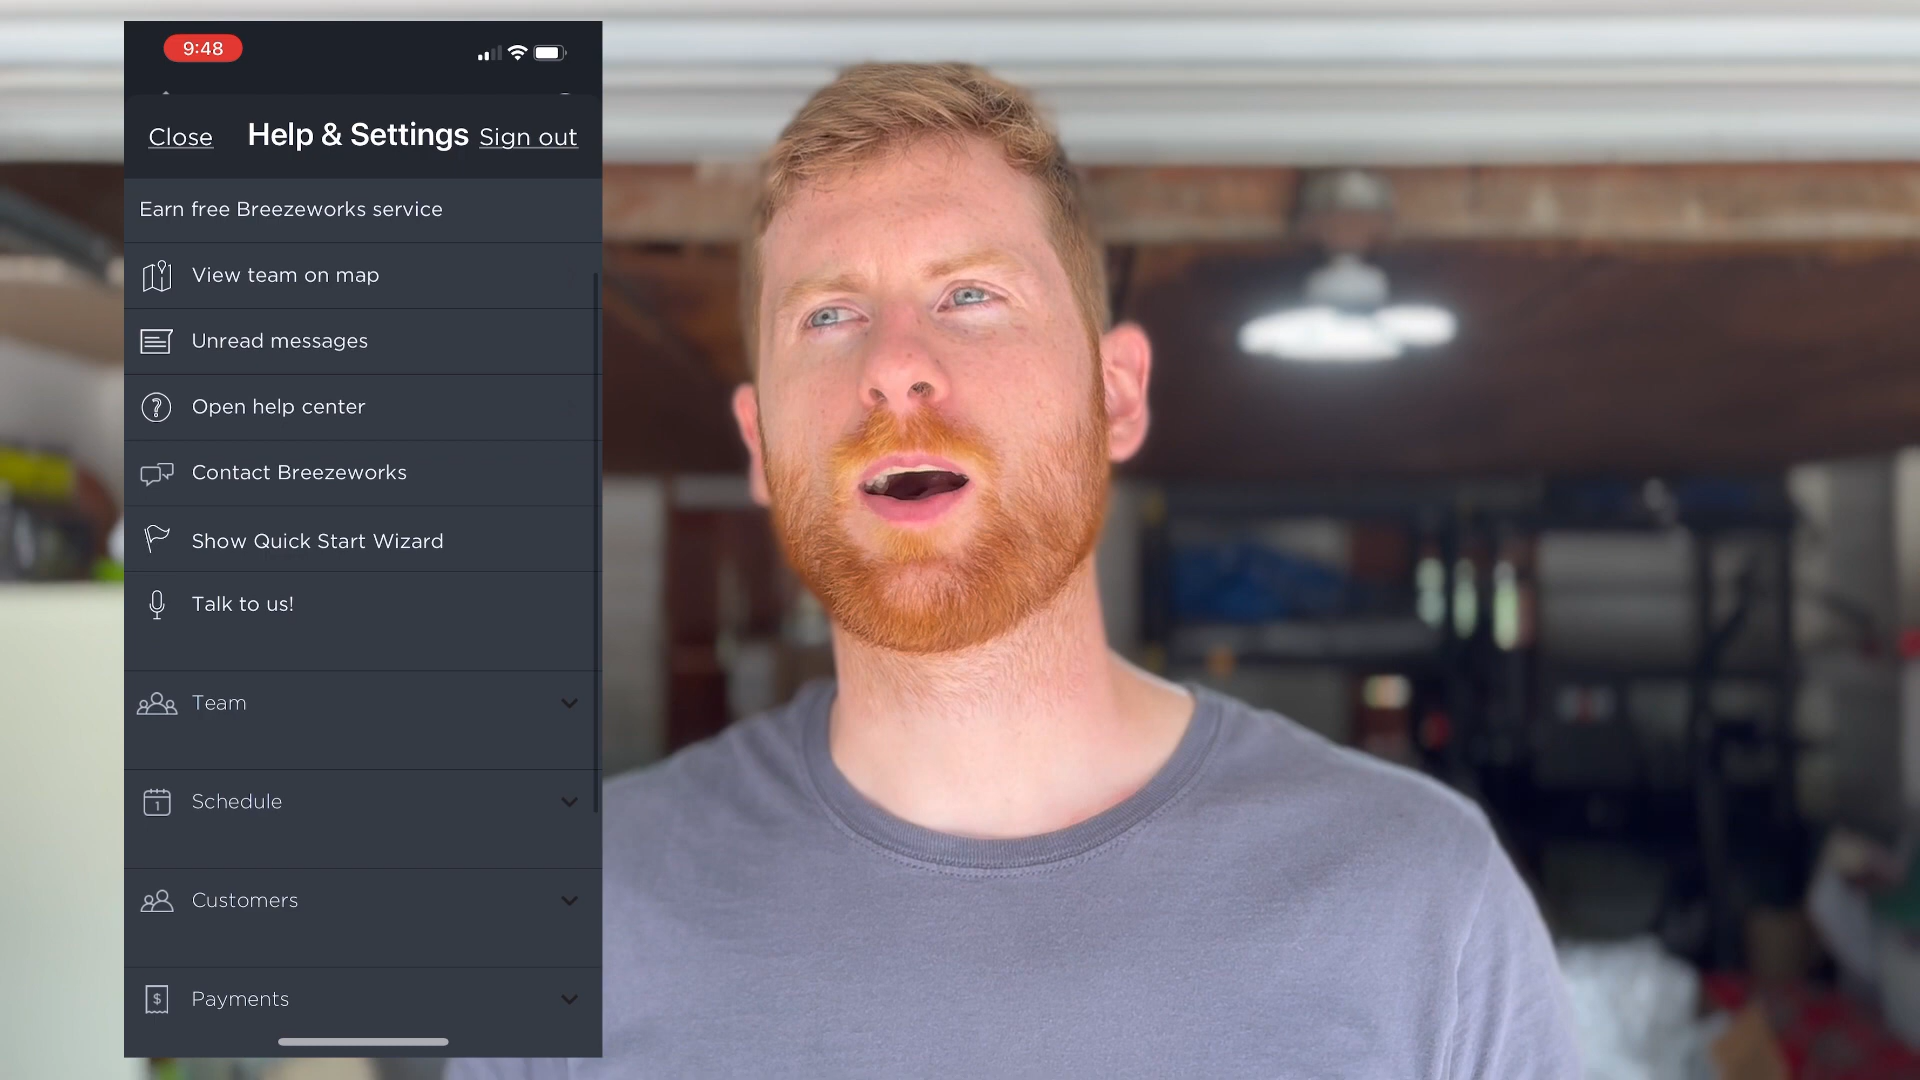 9:48
Close Help & Settings Sign out
Earn free Breezeworks service
View team on map
Unread messages
Open help center
Contact Breezeworks
Show Quick Start Wizard
Talk to us!
Team
1 Schedule
Customers
$ Payments